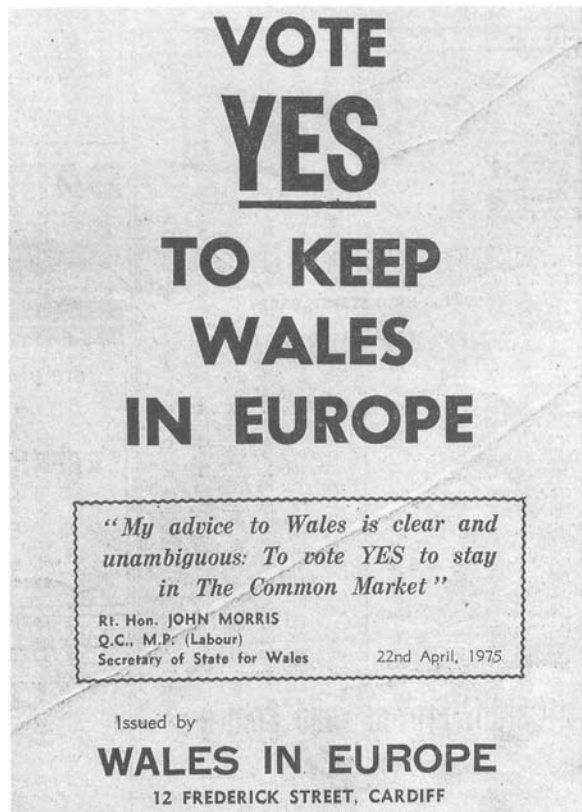 VOTE
YES
TO KEEP
WALES
IN EUROPE
"My advice to Wales is clear and
unambiguous: To vote YES to stay
in The Common Market"
Rt. Hon. JOHN MORRIS
Q.C., M.P. (Labour)
Secretary of State for Wales 22nd April, 1975
Issued by
WALES IN EUROPE
12 FREDERICK STREET, CARDIFF